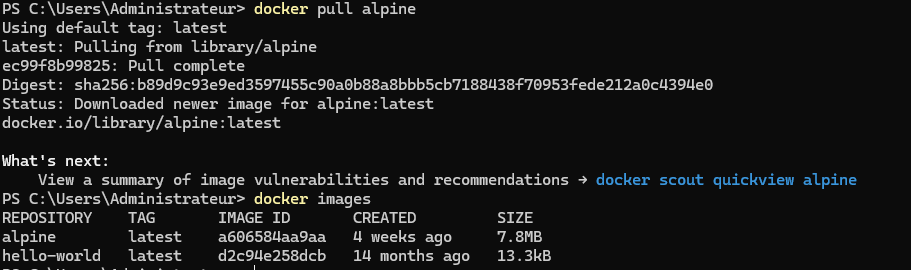 PS C:\Users\Administrateur> docker pull alpine
Using default tag: latest
latest: Pulling from library/alpine
ec99f8b99825: Pull complete
Digest: sha256:b89d9c93e9ed3597455c90a0b88a8bbb5cb7188438f70953fede212a0c4394e0
Status: Downloaded newer image for alpine:latest
docker.io/library/alpine:latest
What's next:
View a summary of image vulnerabilities and recommendations → docker scout quickview alpine
PS C:\Users\Administrateur> docker images
REPOSITORY TAG IMAGE ID CREATED SIZE
alpine latest a606584aa9aa 4 weeks ago 7.8MB
hello-world latest d2c94e258dcb 14 months ago 13.3kB